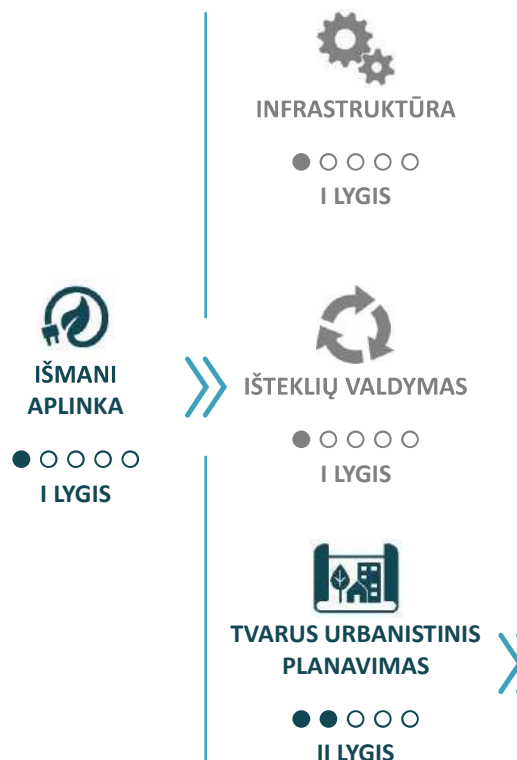 INFRASTRUKTŪRA
I LYGIS
IŠMANI
APLINKA
I LYGIS
IŠTEKLIŲ VALDYMAS
I LYGIS
TVARUS URBANISTINIS
PLANAVIMAS
II LYGIS